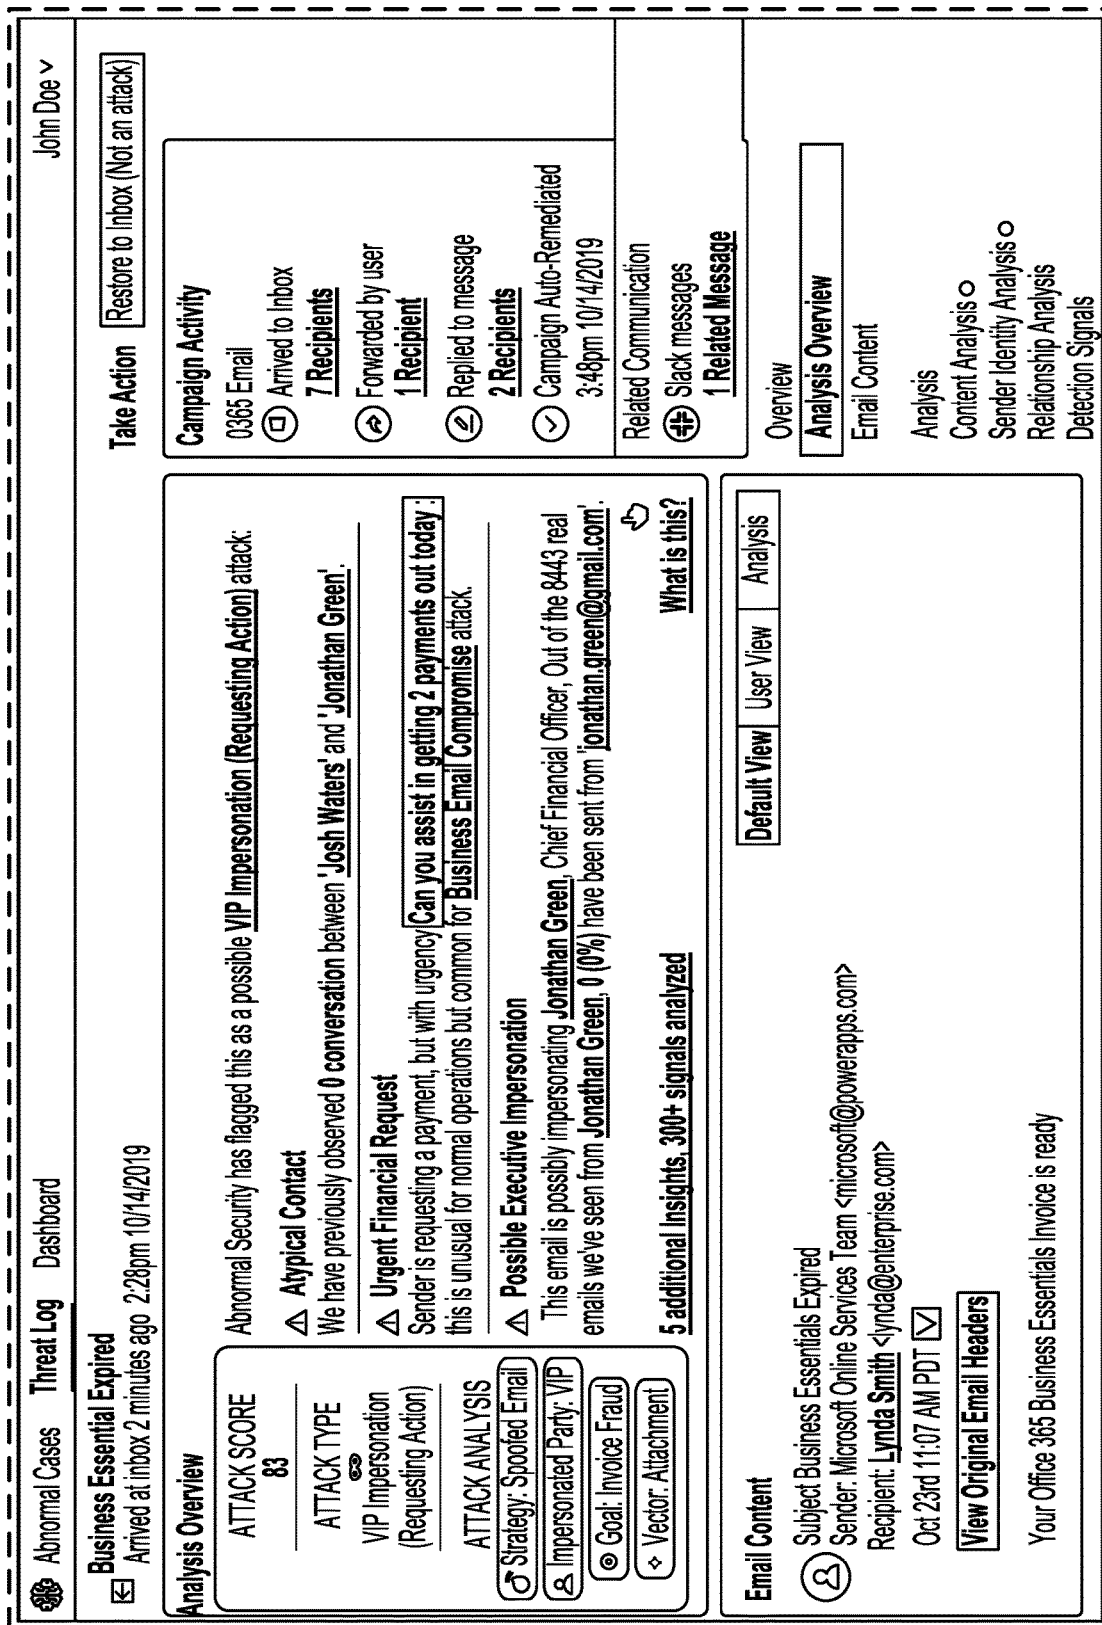 Abnormal Cases Threat Log Dashboard John Doe
Business Essential Expired
Arrived at inbox 2 minutes ago 2:28pm 10/14/2019
Take Action Restore to Inbox (Not an attack)
Analysis Overview
ATTACK SCORE
83
ATTACK TYPE
VIP Impersonation
(Requesting Action)
ATTACK ANALYSIS
Strategy: Spoofed Email
Impersonated Party: VIP
Goal: Invoice Fraud
Vector: Attachment
Abnormal Security has flagged this as a possible VIP Impersonation (Requesting Action) attack:
Atypical Contact
We have previously observed 0 conversation between 'Josh Waters' and 'Jonathan Green'.
Urgent Financial Request
Sender is requesting a payment, but with urgency Can you assist in getting 2 payments out today :
this is unusual for normal operations but common for Business Email Compromise attack.
Possible Executive Impersonation
This email is possibly impersonating Jonathan Green, Chief Financial Officer, Out of the 8443 real
emails we've seen from Jonathan Green, 0 (0%) have been sent from 'jonathan.green@gmail.com'.
5 additional Insights, 300+ signals analyzed What is this?
Campaign Activity
0365 Email
Arrived to Inbox
7 Recipients
Forwarded by user
1 Recipient
Replied to message
2 Recipients
Campaign Auto-Remediated
3:48pm 10/14/2019
Related Communication
Slack messages
1 Related Message
Email Content
Default View User View Analysis
Subject Business Essentials Expired
Sender: Microsoft Online Services Team <microsoft@powerapps.com>
Recipient: Lynda Smith <lynda@enterprise.com>
Oct 23rd 11:07 AM PDT
View Original Email Headers
Your Office 365 Business Essentials Invoice is ready
Overview
Analysis Overview
Email Content
Analysis
Content Analysis
Sender Identity Analysis
Relationship Analysis
Detection Signals